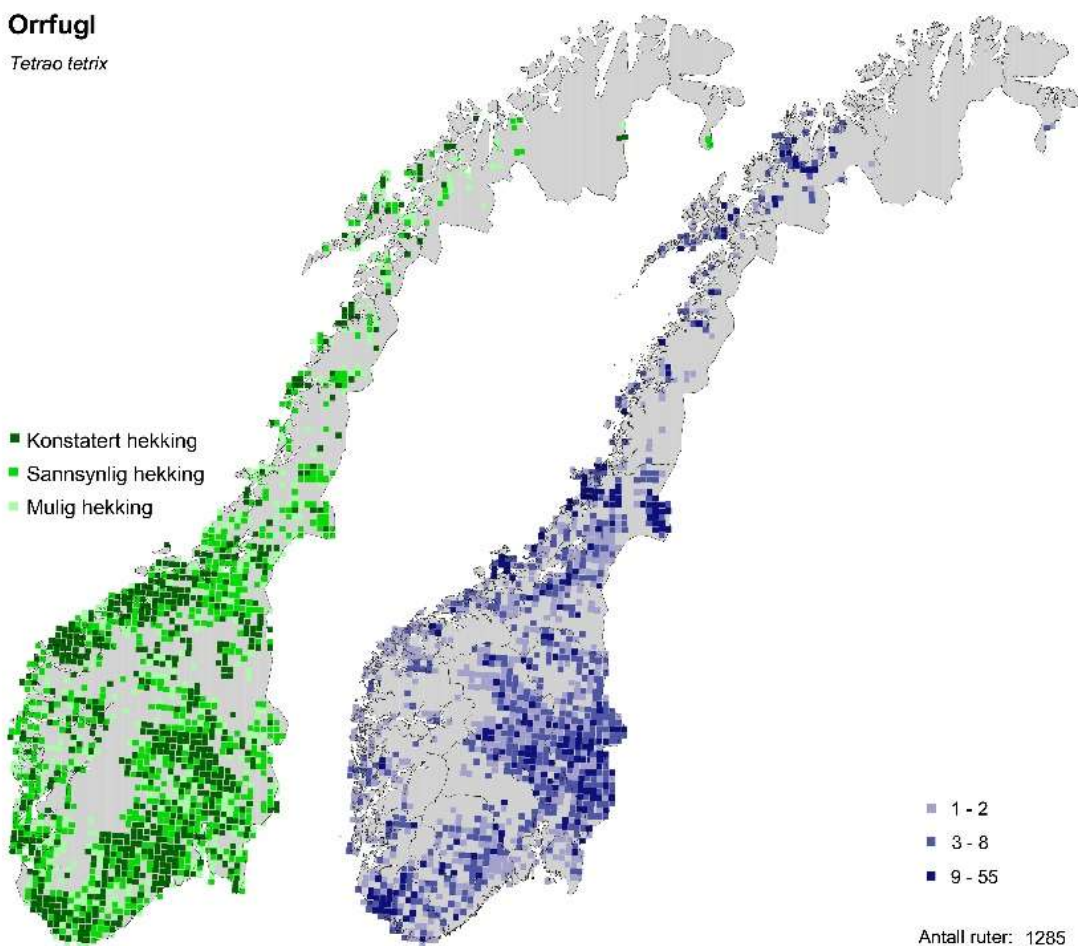 Orrfugl
Tetrao tetrix
Konstatert hekking
Sannsynlig hekking
Mulig hekking
1 - 2
3 - 8
9 - 55
Antall ruter: 1285